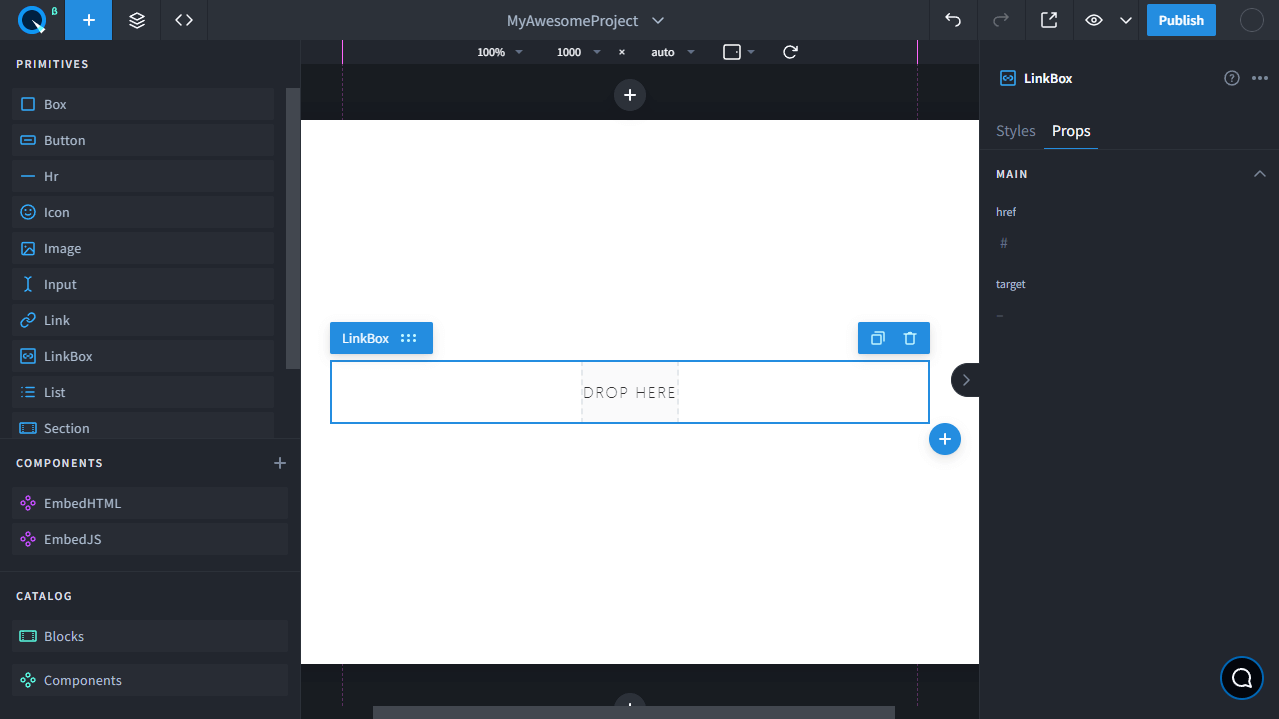 β
MyAwesomeProject
Publish
PRIMITIVES
Box
Button
Hr
Icon
Image
Input
Link
LinkBox
List
Section
COMPONENTS
EmbedHTML
EmbedJS
CATALOG
Blocks
Components
100%
1000
×
auto
LinkBox
DROP HERE
LinkBox
Styles
Props
MAIN
href
#
target
–